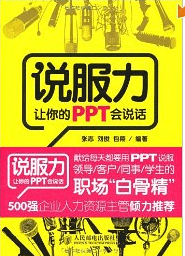 说服力
让你的PPT会说话
张志 刘俊 包翔 / 编著
说服力
让你的PPT会说话
献给每天都要用PPT说服
领导/客户/同事/学生的
职场“白骨精”
500强企业人力资源主管倾力推荐
人民邮电出版社